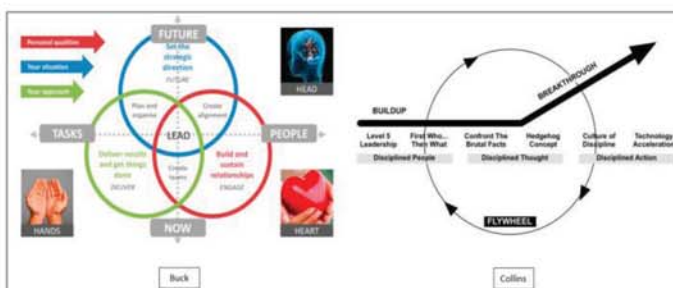 Personal qualities
Your situation
Your approach
FUTURE
Set the
strategic
direction
FUTURE
HEAD
Plan and
organise
Create
alignment
TASKS
LEAD
PEOPLE
Deliver results
and get things
done
DELIVER
Create
teams
Build and
sustain
relationships
ENGAGE
HANDS
NOW
HEART
Buck
BUILDUP
BREAKTHROUGH
Level 5
Leadership
First Who...
Then What
Confront The
Brutal Facts
Hedgehog
Concept
Culture of
Discipline
Technology
Acceleration
Disciplined People
Disciplined Thought
Disciplined Action
FLYWHEEL
Collins